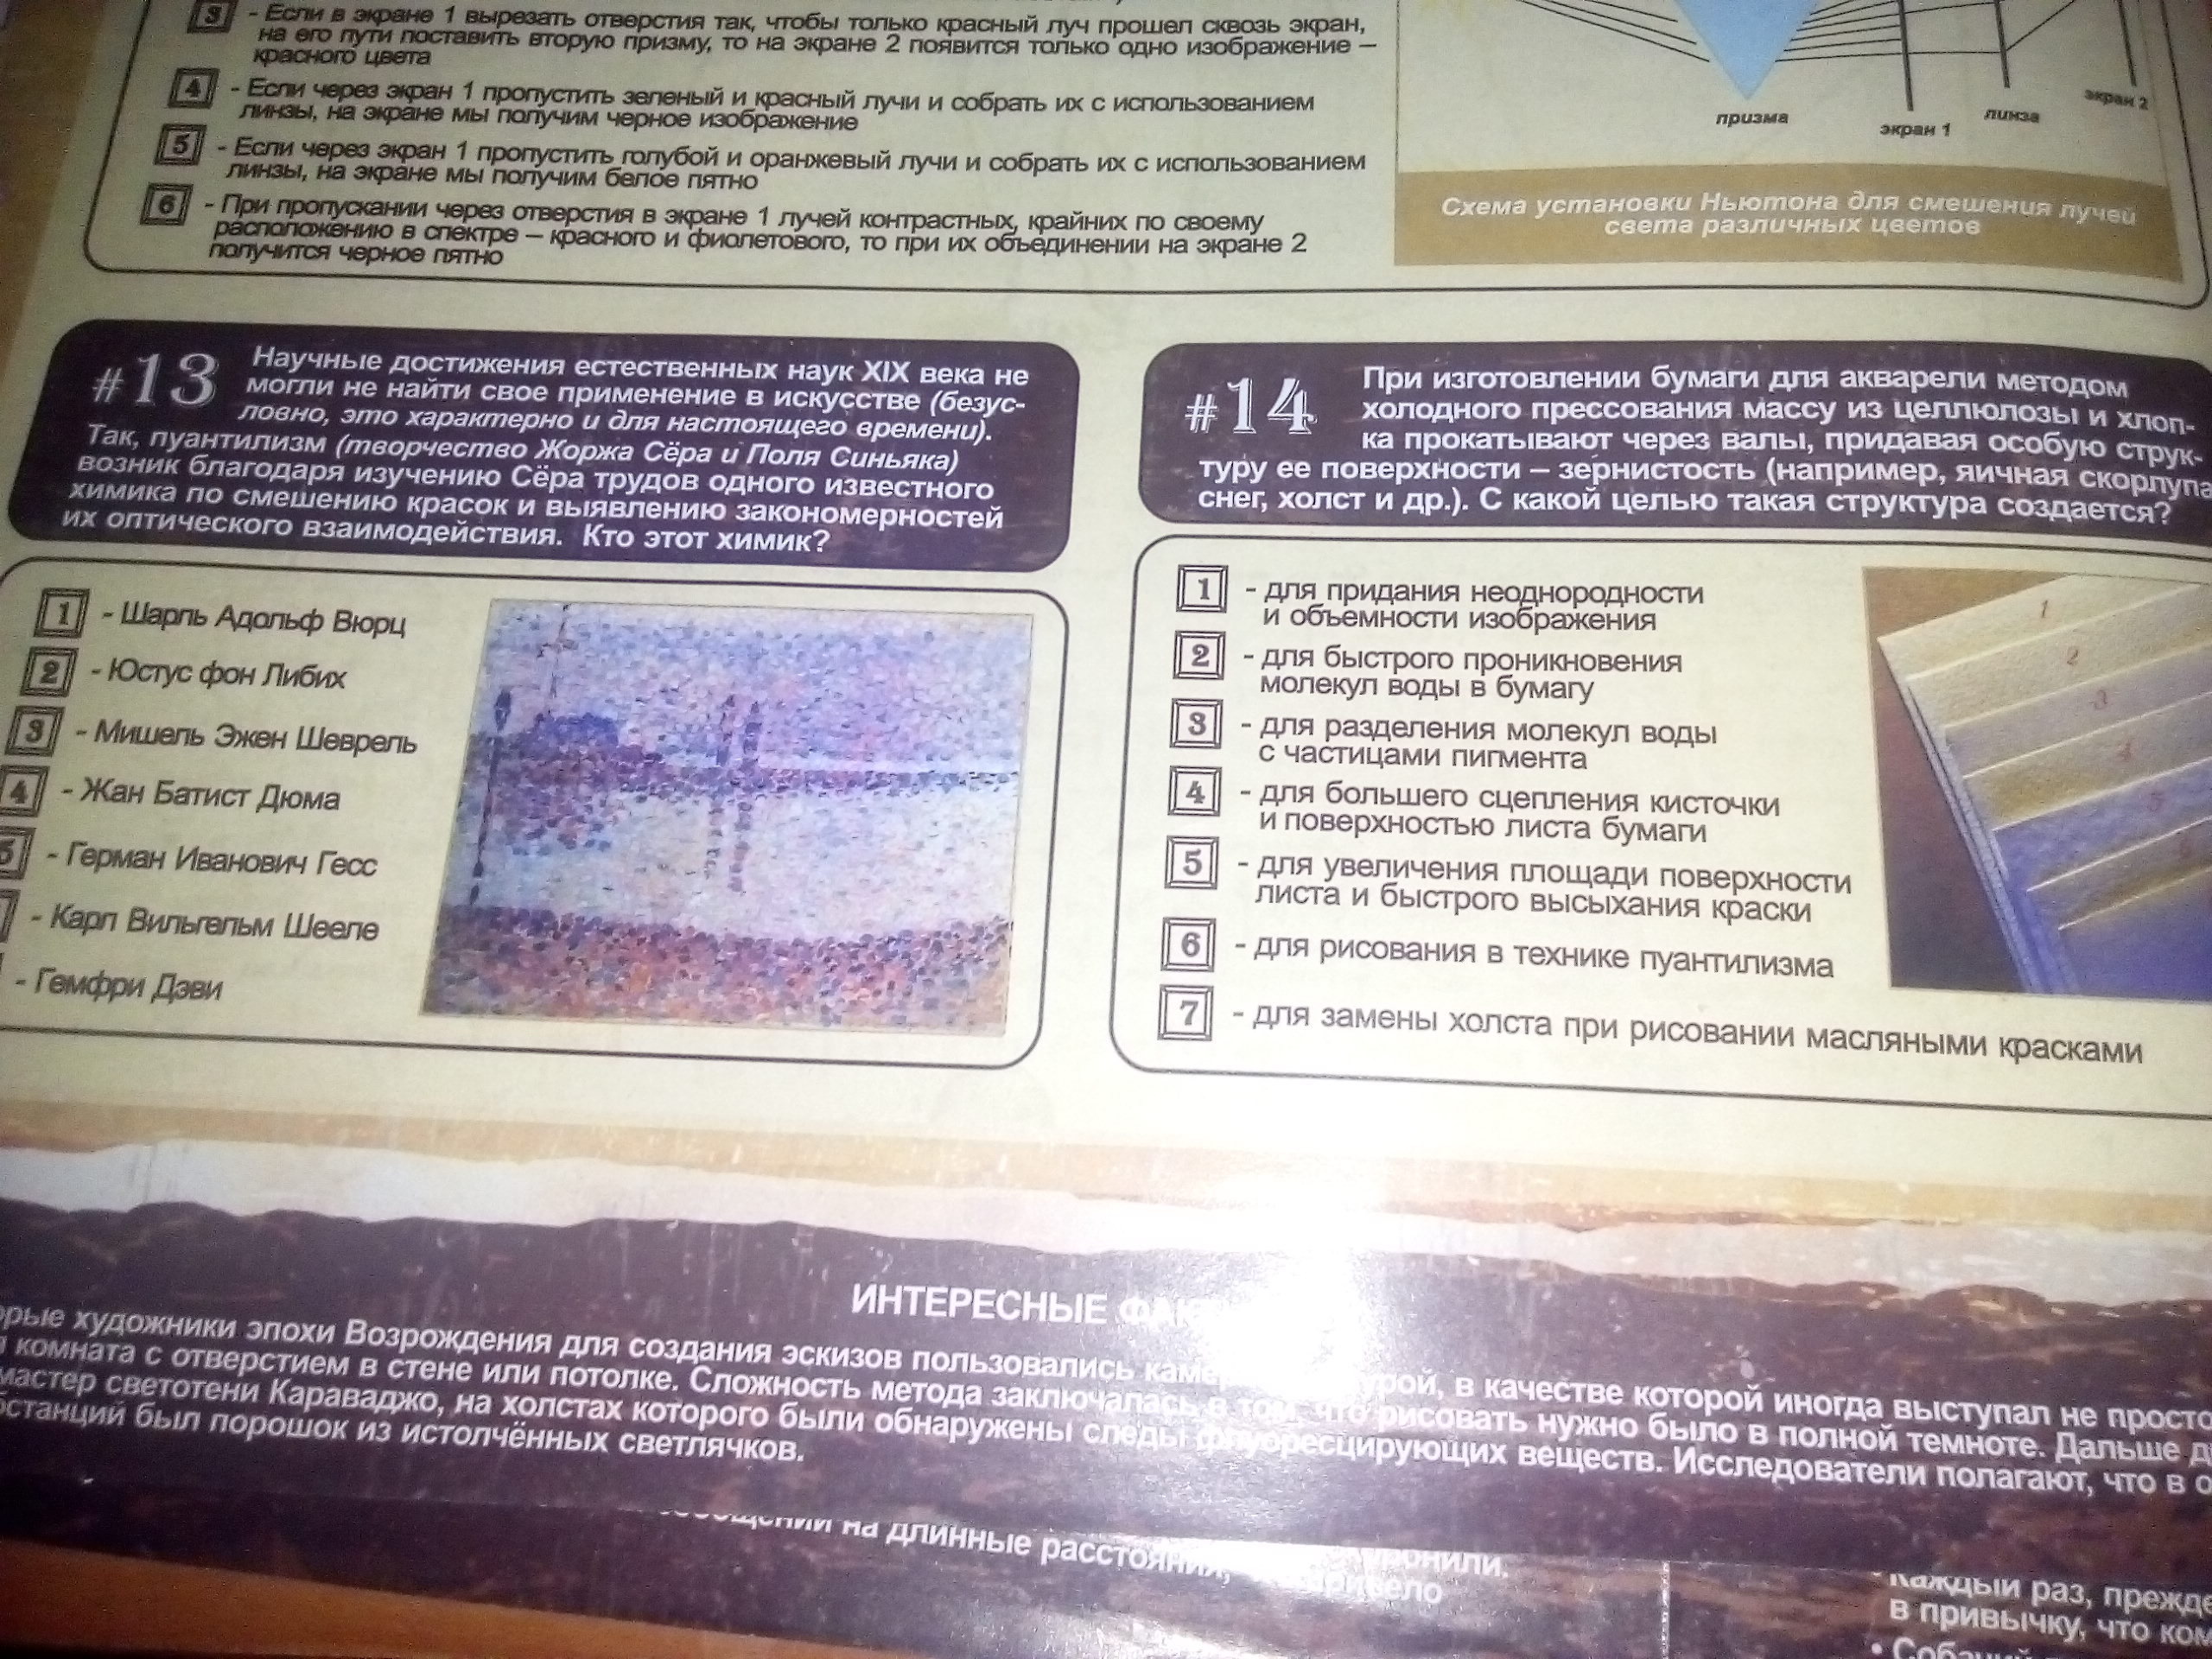 3 - Если в экране 1 вырезать отверстия так, чтобы только красный луч прошел сквозь экран,
на его пути поставить вторую призму, то на экране 2 появится только одно изображение –
красного цвета
4 - Если через экран 1 пропустить зеленый и красный лучи и собрать их с использованием
линзы, на экране мы получим черное изображение
5 - Если через экран 1 пропустить голубой и оранжевый лучи и собрать их с использованием
линзы, на экране мы получим белое пятно
6 - При пропускании через отверстия в экране 1 лучей контрастных, крайних по своему
расположению в спектре – красного и фиолетового, то при их объединении на экране 2
получится черное пятно
призма
экран 1
линза
экран 2
Схема установки Ньютона для смешения лучей
света различных цветов
#13 Научные достижения естественных наук XIX века не
могли не найти свое применение в искусстве (безус-
ловно, это характерно и для настоящего времени).
Так, пуантилизм (творчество Жоржа Сёра и Поля Синьяка)
возник благодаря изучению Сёра трудов одного известного
химика по смешению красок и выявлению закономерностей
их оптического взаимодействия. Кто этот химик?
1 - Шарль Адольф Вюрц
2 - Юстус фон Либих
3 - Мишель Эжен Шеврель
4 - Жан Батист Дюма
5 - Герман Иванович Гесс
- Карл Вильгельм Шееле
- Гемфри Дэви
#14 При изготовлении бумаги для акварели методом
холодного прессования массу из целлюлозы и хлоп-
ка прокатывают через валы, придавая особую струк-
туру ее поверхности – зернистость (например, яичная скорлупа
снег, холст и др.). С какой целью такая структура создается?
1 - для придания неоднородности
и объемности изображения
2 - для быстрого проникновения
молекул воды в бумагу
3 - для разделения молекул воды
с частицами пигмента
4 - для большего сцепления кисточки
и поверхностью листа бумаги
5 - для увеличения площади поверхности
листа и быстрого высыхания краски
6 - для рисования в технике пуантилизма
7 - для замены холста при рисовании масляными красками
1
2
3
4
5
ИНТЕРЕСНЫЕ
художники эпохи Возрождения для создания эскизов пользовались в качестве которой иногда выступал не просто
комната с отверстием в стене или потолке. Сложность метода заключалась в том, что рисовать нужно было в полной темноте. Дальше
мастер светотени Караваджо, на холстах которого были обнаружены следы флуоресцирующих веществ. Исследователи полагают, что в
был порошок из истолчённых светлячков.
на длинные расстояния,
Каждый раз, прежде
в привычку, что